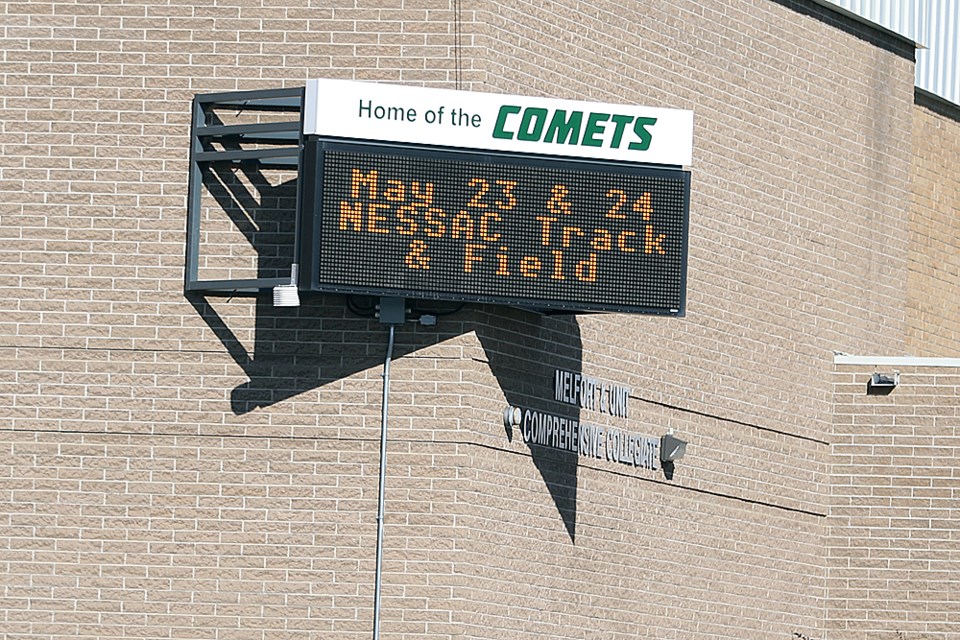 Home of the COMETS
May 23 & 24
NESSAC Track
& Field
MELFORT & UNIT
COMPREHENSIVE COLLEGIATE